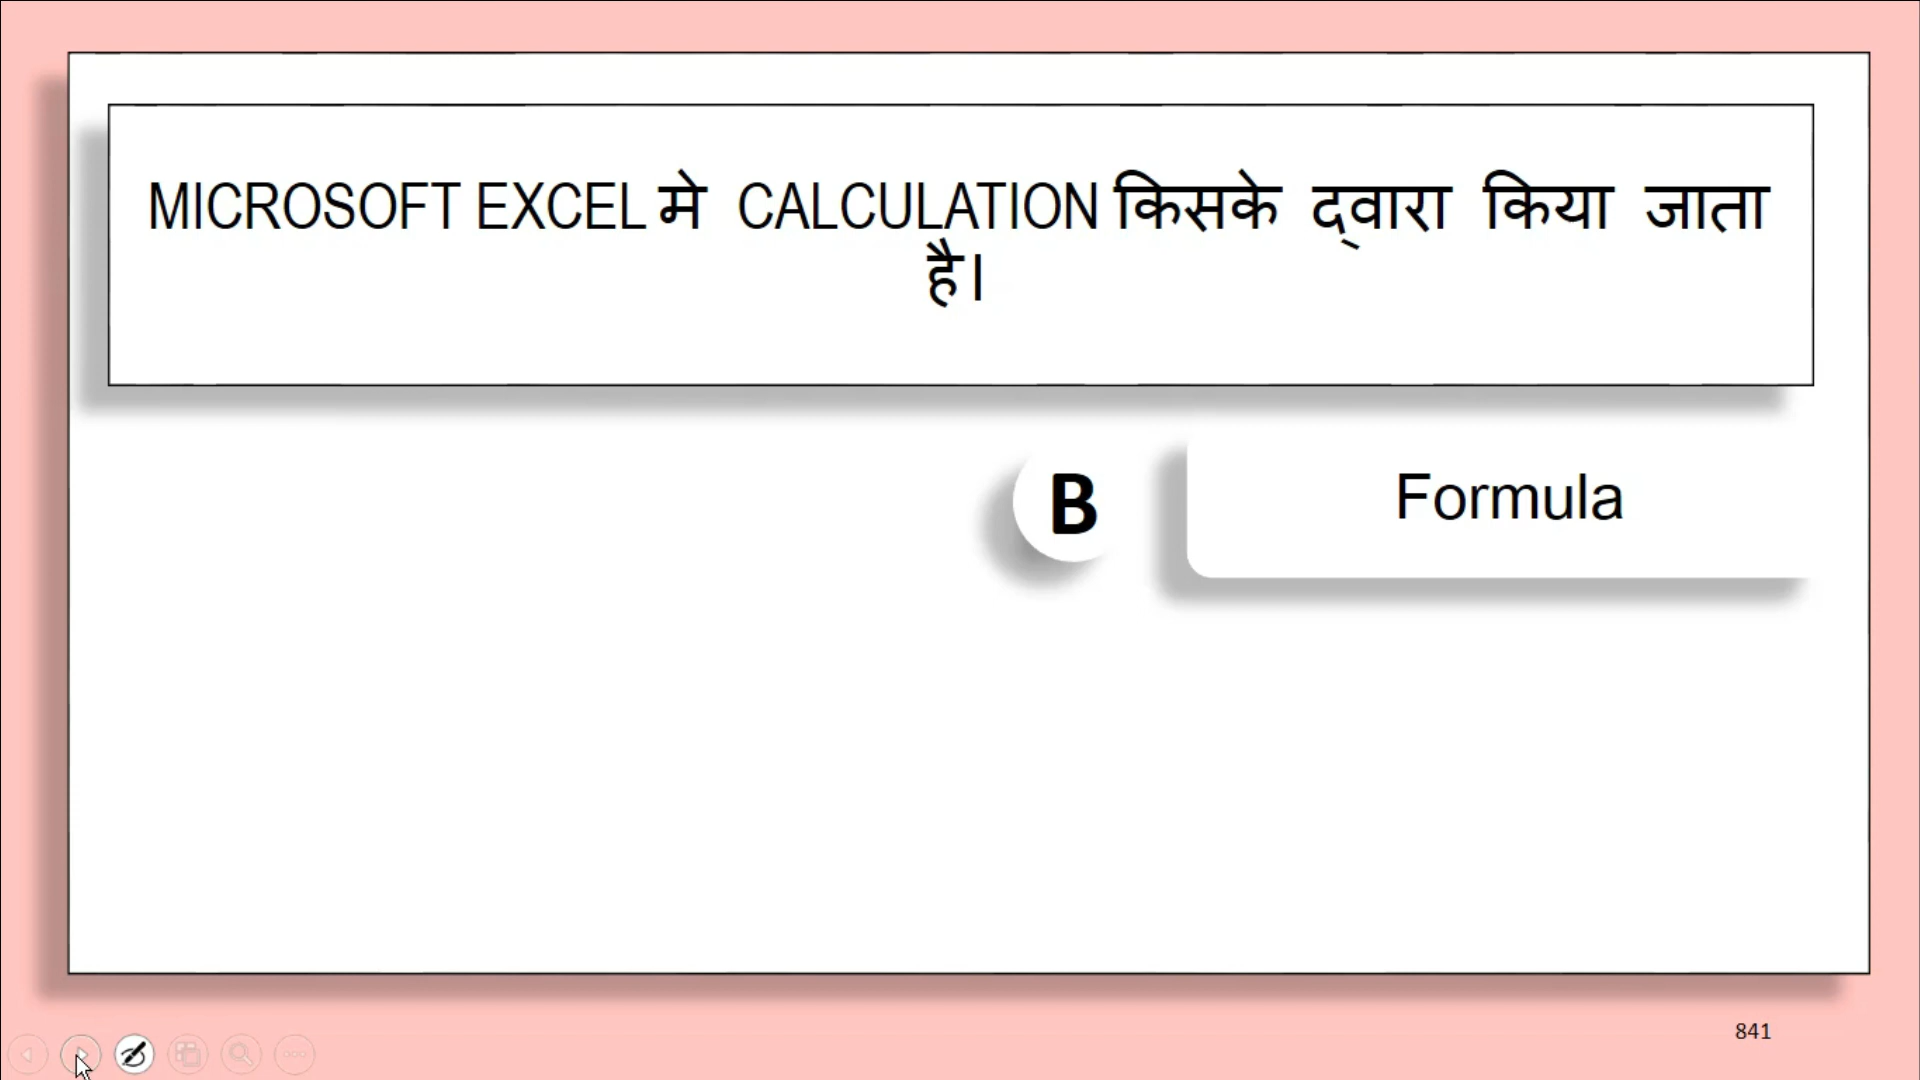 MICROSOFT EXCEL मे CALCULATION किसके द्वारा किया जाता
है।
B
Formula
841